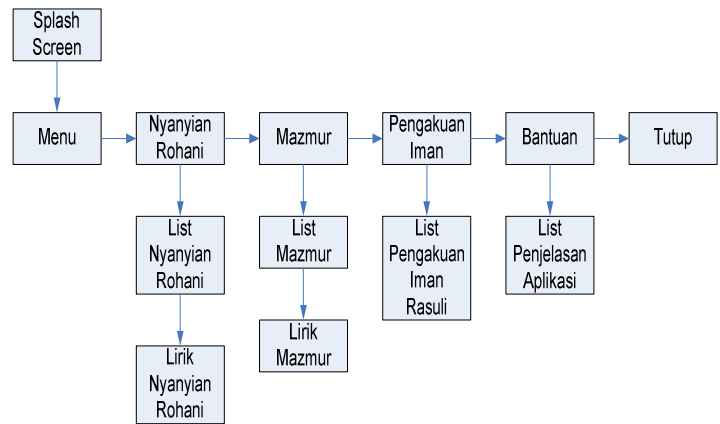 Splash
Screen
Menu
Nyanyian
Rohani
Mazmur
Pengakuan
Iman
Bantuan
Tutup
List
Nyanyian
Rohani
List
Mazmur
List
Pengakuan
Iman
Rasuli
List
Penjelasan
Aplikasi
Lirik
Nyanyian
Rohani
Lirik
Mazmur